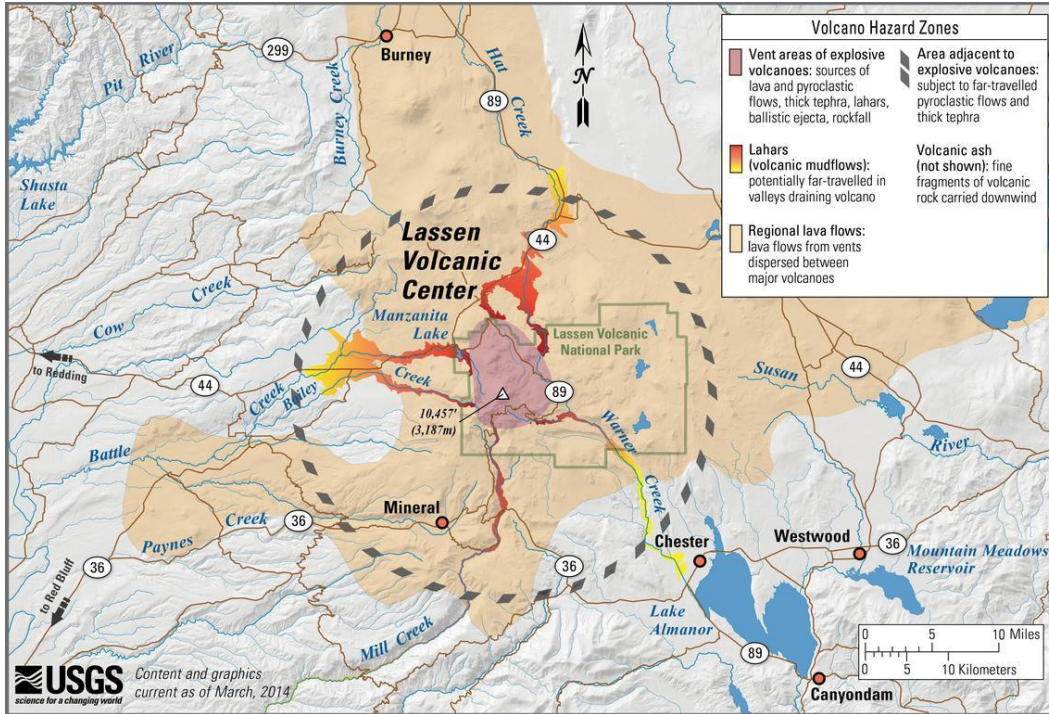 Volcano Hazard Zones
Vent areas of explosive
volcanoes: sources of
lava and pyroclastic
flows, thick tephra, lahars,
ballistic ejecta, rockfall
Lahars
(volcanic mudflows):
potentially far-travelled in
valleys draining volcano
Regional lava flows:
lava flows from vents
dispersed between
major volcanoes
Area adjacent to
explosive volcanoes:
subject to far-travelled
pyroclastic flows and
thick tephra
Volcanic ash
(not shown): fine
fragments of volcanic
rock carried downwind
Pit River
299
Burney
Burney Creek
Hat Creek
89
N
Shasta
Lake
Lassen
Volcanic
Center
44
Manzanita
Lake
Lassen Volcanic
National Park
Cow Creek
to Redding
44
Bailey Creek
Creek
10,457'
(3,187m)
89
Warner Creek
Susan River
44
Battle Creek
Mineral
36
Paynes
36
to Red Bluff
36
Mill Creek
Chester
Westwood
36
Mountain Meadows
Reservoir
Lake
Almanor
89
Canyondam
0 5 10 Miles
0 5 10 Kilometers
USGS
science for a changing world
Content and graphics
current as of March, 2014